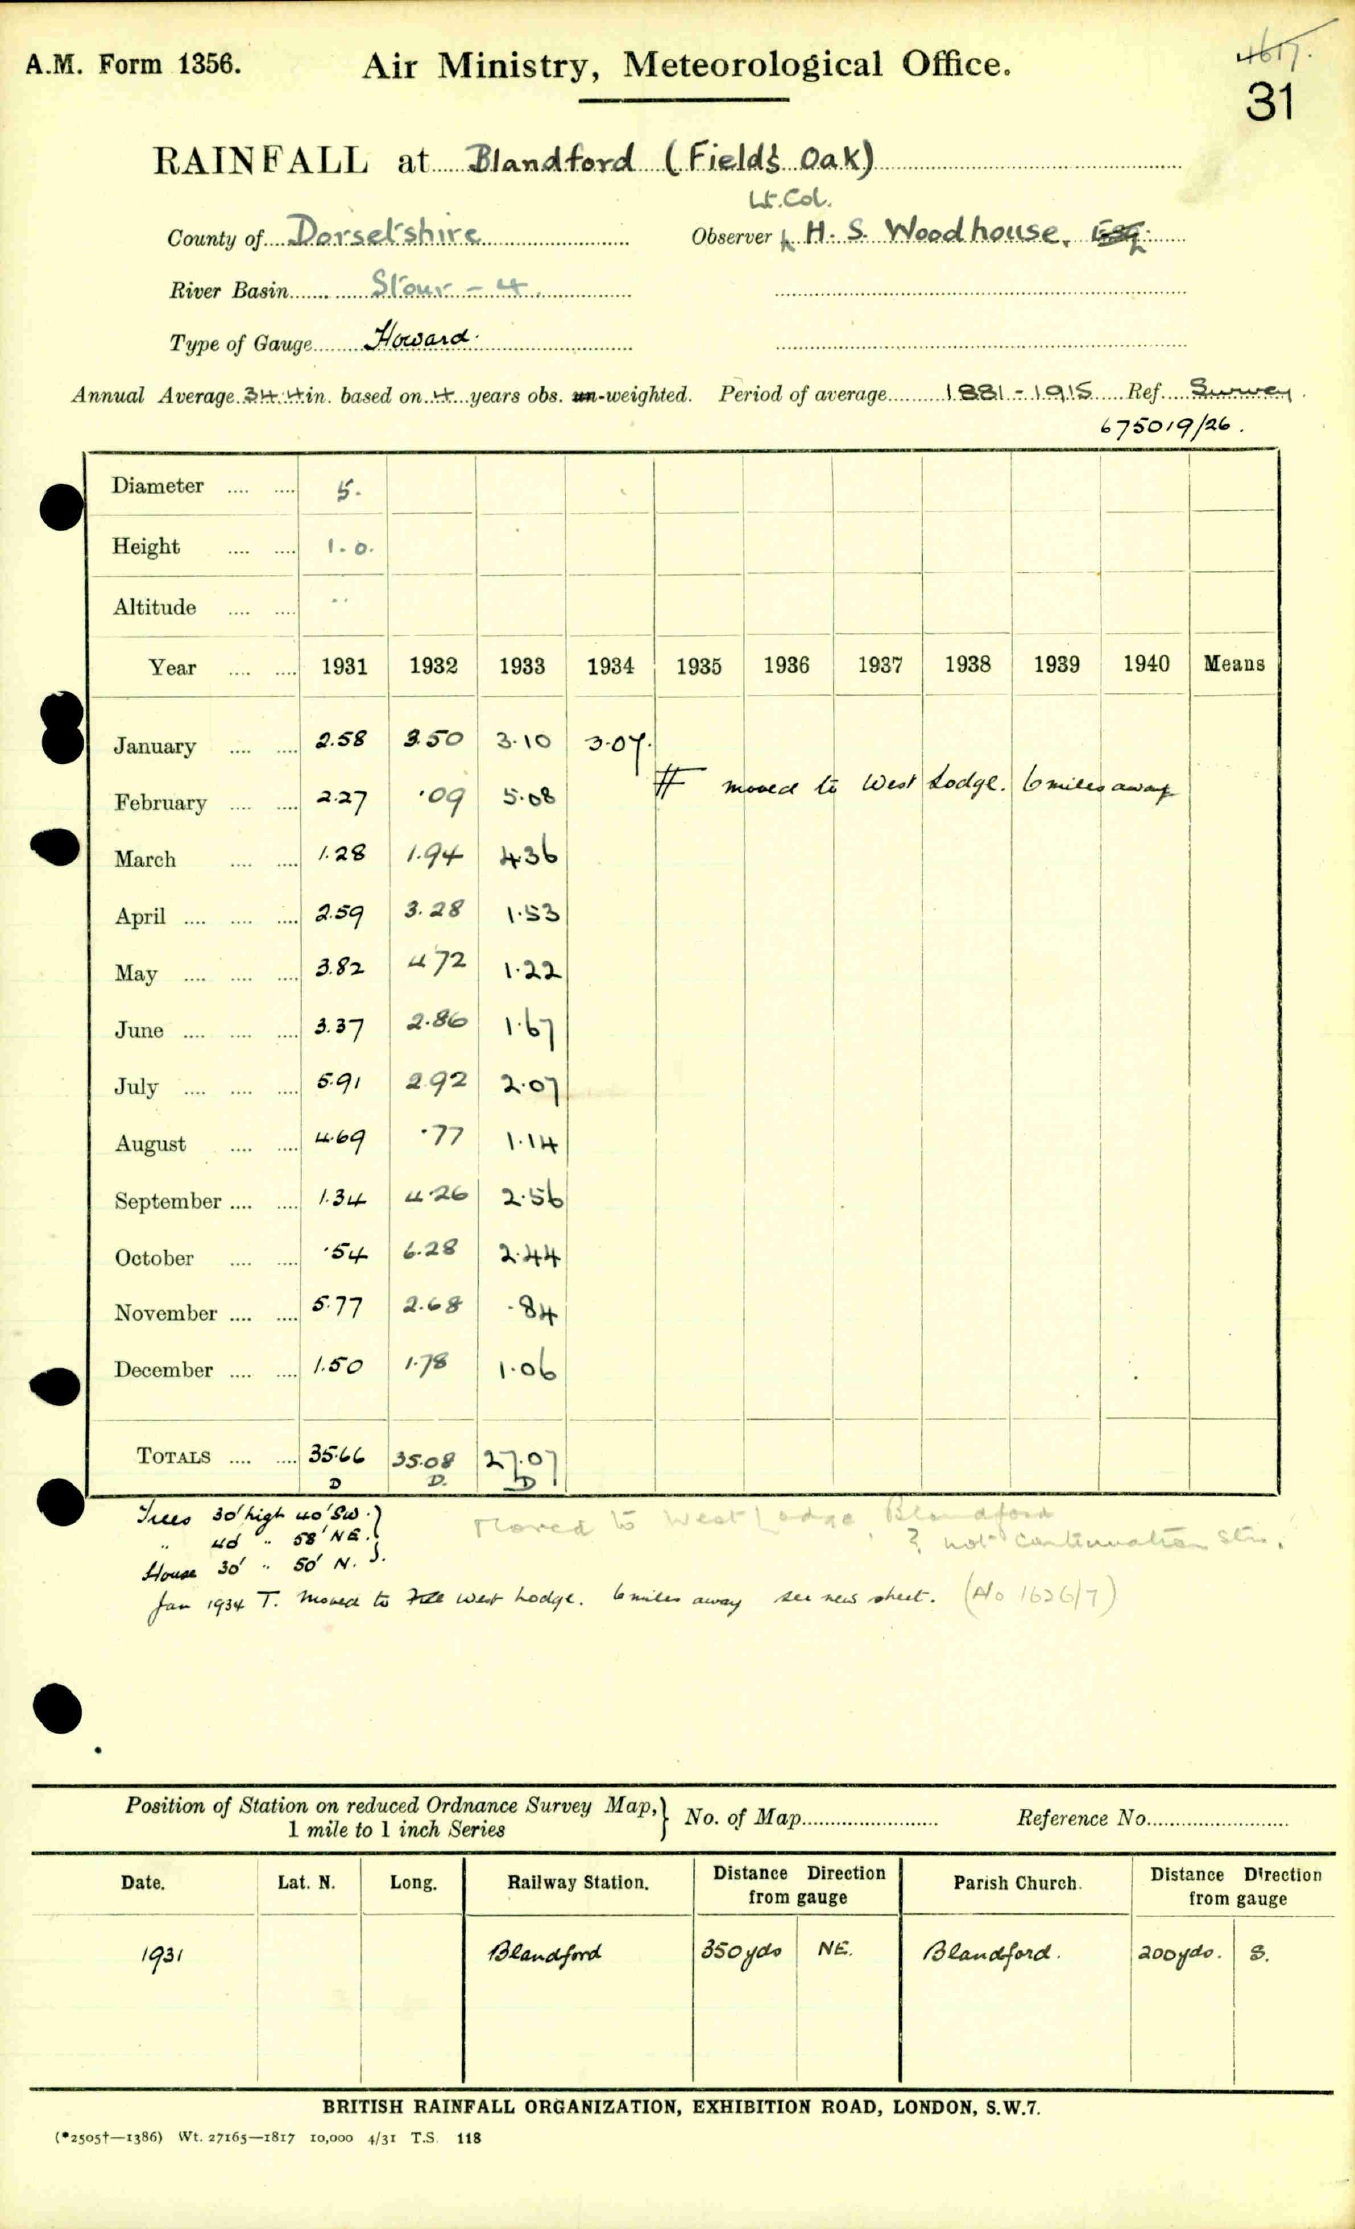 4617.
A.M. Form 1356. Air Ministry, Meteorological Office.
31
RAINFALL at Blandford (Field's Oak)
Lt. Col.
County of Dorsetshire Observer H. S. Woodhouse, Esq.
River Basin Stour - 4.
Type of Gauge Howard.
Annual Average 34.4 in. based on 4 years obs. un-weighted. Period of average 1881-1915 Ref. Survey
675019/26.
Diameter .... .... 5.
Height .... .... 1.0.
Altitude .... .... ..
Year .... .... 1931 1932 1933 1934 1935 1936 1937 1938 1939 1940 Means
January .... .... 2.58 3.50 3.10 3.07.
# moved to West Lodge. 6 miles away
February .... .... 2.27 .09 5.08
March .... .... 1.28 1.94 4.36
April .... .... .... 2.59 3.28 1.53
May .... .... .... 3.82 4.72 1.22
June .... .... .... 3.37 2.86 1.67
July .... .... .... 5.91 2.92 2.07
August .... .... 4.69 .77 1.14
September .... .... 1.34 4.26 2.56
October .... .... .54 6.28 2.44
November .... .... 5.77 2.68 .84
December .... .... 1.50 1.78 1.06
TOTALS .... .... 35.66 35.08 27.07
D D. D
Trees 30' high 40' SW.}
" 40 " 58' NE.}
House 30' " 50' N.}
Moved to West Lodge, Blandford
? not continuation stn.
Jan 1934 T. Moved to West Lodge. 6 miles away see new sheet. (No 1626/7)
Position of Station on reduced Ordnance Survey Map,} No. of Map Reference No.
1 mile to 1 inch Series
Date. Lat. N. Long. Railway Station. Distance Direction from gauge Parish Church. Distance Direction from gauge
1931 Blandford 350 yds NE. Blandford. 200 yds. S.
BRITISH RAINFALL ORGANIZATION, EXHIBITION ROAD, LONDON, S.W.7.
(*2505†—1386) Wt. 27165—1817 10,000 4/31 T.S. 118